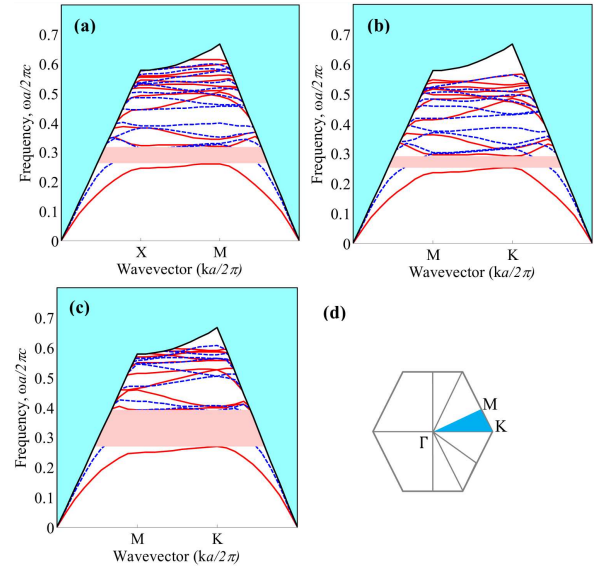 (a)
0.7
0.6
0.5
0.4
0.3
0.2
0.1
0
Frequency, ωa/2πc
X M
Wavevector (ka/2π)
(b)
0.7
0.6
0.5
0.4
0.3
0.2
0.1
0
Frequency, ωa/2πc
M K
Wavevector (ka/2π)
(c)
0.7
0.6
0.5
0.4
0.3
0.2
0.1
0
Frequency, ωa/2πc
M K
Wavevector (ka/2π)
(d)
M
K
Γ